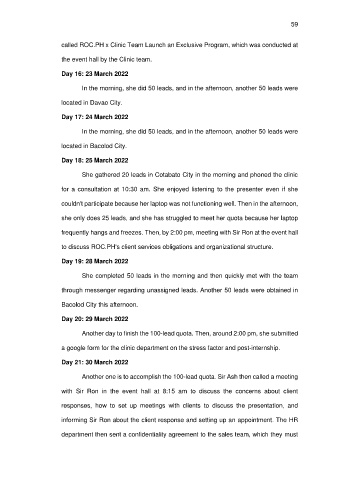 59
called ROC.PH x Clinic Team Launch an Exclusive Program, which was conducted at
the event hall by the Clinic team.
Day 16: 23 March 2022
In the morning, she did 50 leads, and in the afternoon, another 50 leads were
located in Davao City.
Day 17: 24 March 2022
In the morning, she did 50 leads, and in the afternoon, another 50 leads were
located in Bacolod City.
Day 18: 25 March 2022
She gathered 20 leads in Cotabato City in the morning and phoned the clinic
for a consultation at 10:30 am. She enjoyed listening to the presenter even if she
couldn't participate because her laptop was not functioning well. Then in the afternoon,
she only does 25 leads, and she has struggled to meet her quota because her laptop
frequently hangs and freezes. Then, by 2:00 pm, meeting with Sir Ron at the event hall
to discuss ROC.PH's client services obligations and organizational structure.
Day 19: 28 March 2022
She completed 50 leads in the morning and then quickly met with the team
through messenger regarding unassigned leads. Another 50 leads were obtained in
Bacolod City this afternoon.
Day 20: 29 March 2022
Another day to finish the 100-lead quota. Then, around 2:00 pm, she submitted
a google form for the clinic department on the stress factor and post-internship.
Day 21: 30 March 2022
Another one is to accomplish the 100-lead quota. Sir Ash then called a meeting
with Sir Ron in the event hall at 8:15 am to discuss the concerns about client
responses, how to set up meetings with clients to discuss the presentation, and
informing Sir Ron about the client response and setting up an appointment. The HR
department then sent a confidentiality agreement to the sales team, which they must